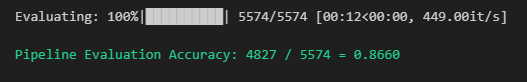 Evaluating: 100%|██████████| 5574/5574 [00:12<00:00, 449.00it/s]
Pipeline Evaluation Accuracy: 4827 / 5574 = 0.8660